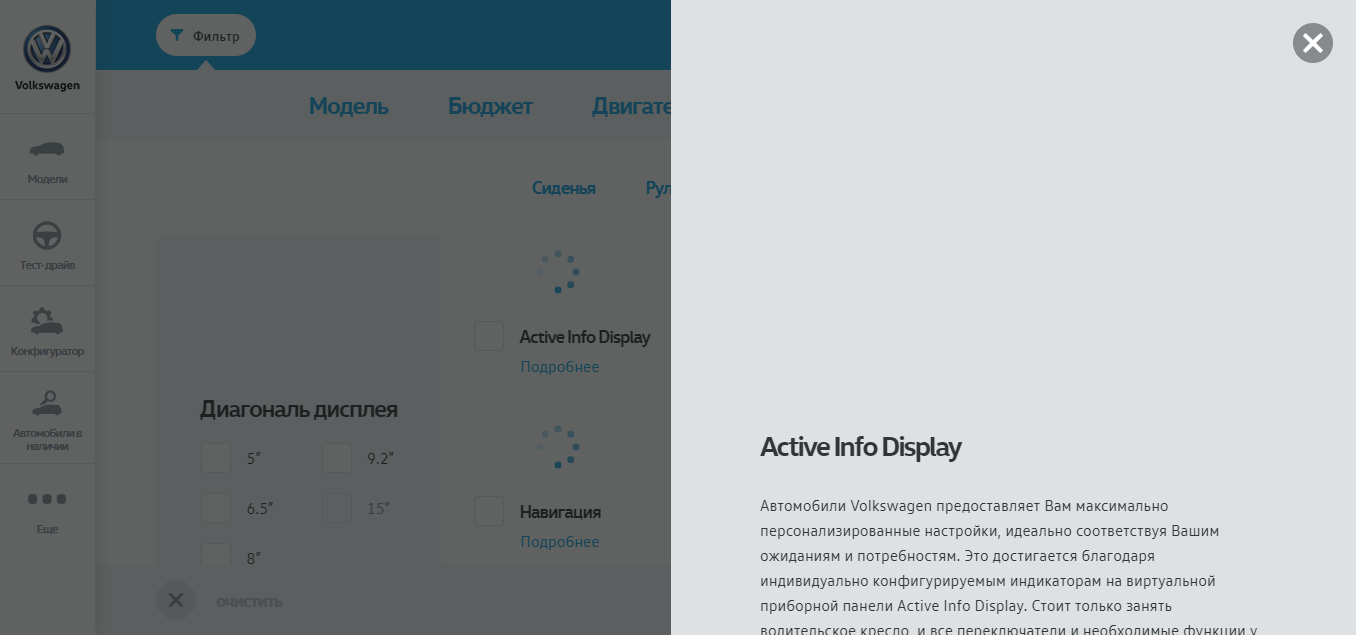 Volkswagen
Модели
Тест-драйв
Конфигуратор
Автомобили в
наличии
Еще
Фильтр
Модель Бюджет Двигате
Сиденья Рул
Диагональ дисплея
5″ 9.2″
6.5″ 15″
8″
Active Info Display
Подробнее
Навигация
Подробнее
ОЧИСТИТЬ
Active Info Display
Автомобили Volkswagen предоставляет Вам максимально
персонализированные настройки, идеально соответствуя Вашим
ожиданиям и потребностям. Это достигается благодаря
индивидуально конфигурируемым индикаторам на виртуальной
приборной панели Active Info Display. Стоит только занять
водительское кресло, и все переключатели и необходимые функции у